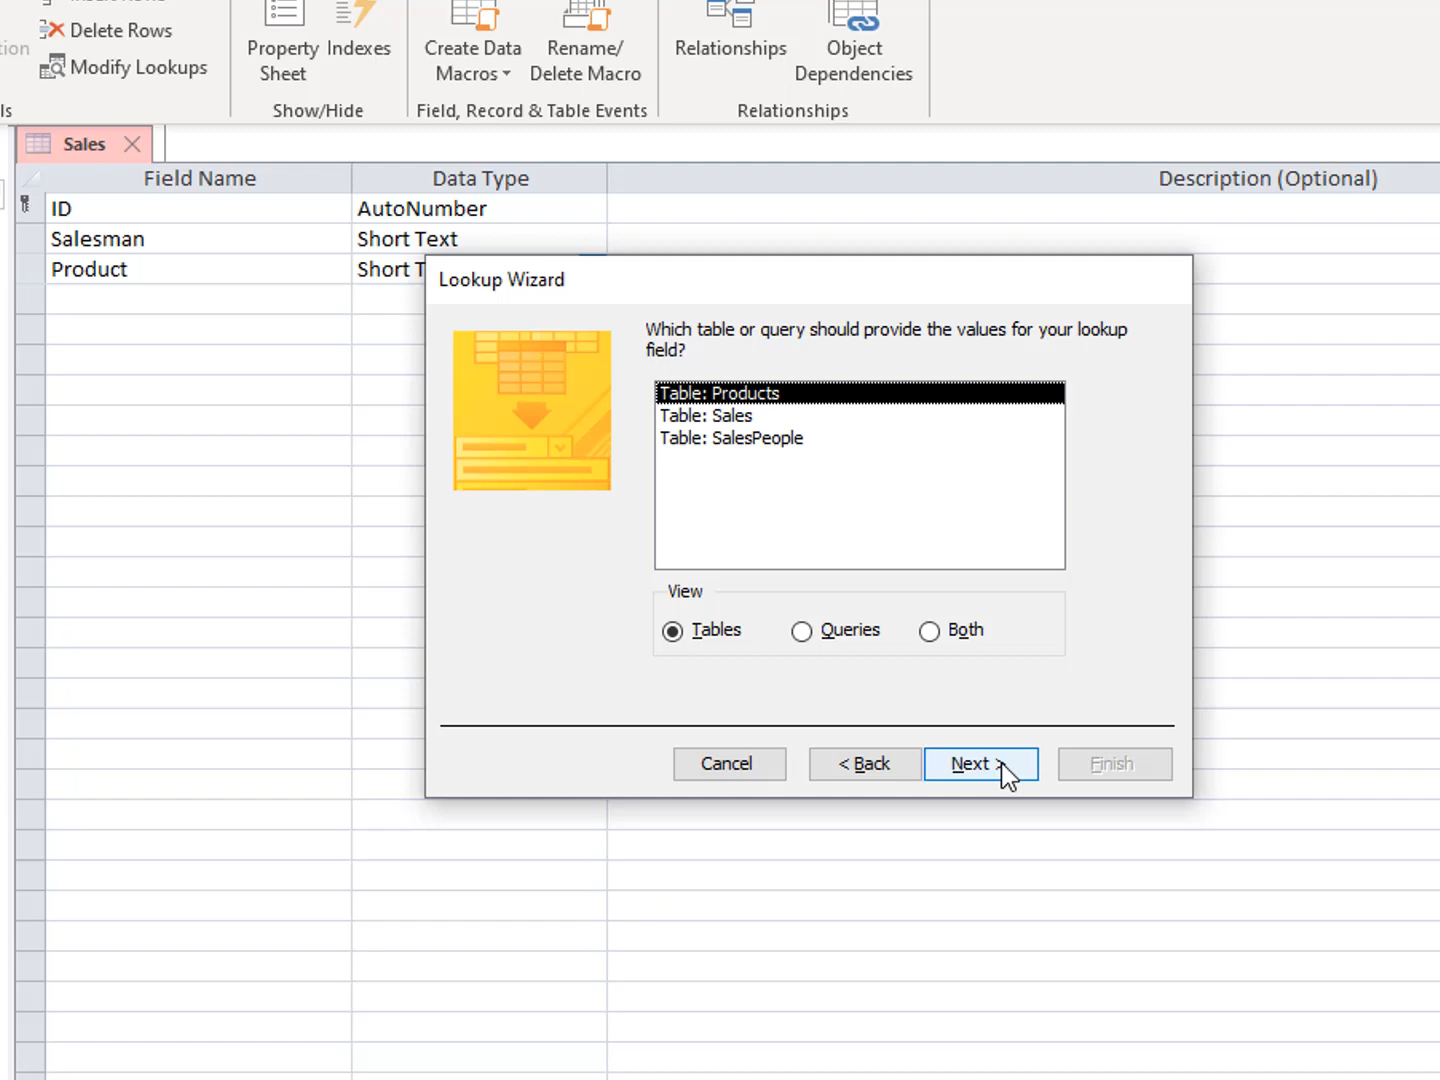 Delete Rows
Modify Lookups
Property Sheet
Indexes
Show/Hide
Create Data Macros
Rename/ Delete Macro
Field, Record & Table Events
Relationships
Object Dependencies
Relationships
Sales
Field Name Data Type Description (Optional)
ID AutoNumber
Salesman Short Text
Product Short T
Lookup Wizard
Which table or query should provide the values for your lookup
field?
Table: Products
Table: Sales
Table: SalesPeople
View
Tables Queries Both
Cancel < Back Next > Finish